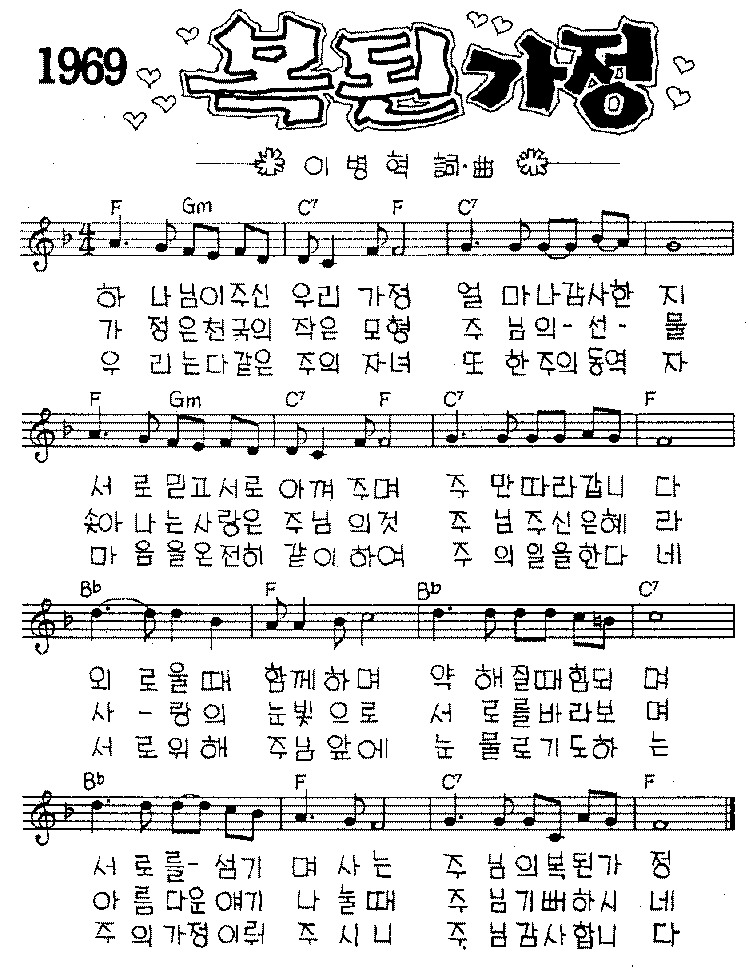 1969 복된가정
이병혁 詞·曲
F Gm C7 F C7
4/4
하 나님이주신 우리 가정 얼 마나감사한 지
가 정은천국의 작은 모형 주 님의-선- 물
우 리는다같은 주의 자녀 또 한주의동역 자
F Gm C7 F C7 F
서 로믿고서로 아껴 주며 주 만따라갑니 다
솟아 나는사랑은 주님 의것 주 님주신은혜 라
마 음을온전히 같이 하여 주 의일을한다 네
Bb F Bb C7
외 로울때 함께하며 약 해질때힘되 며
사-랑의 눈빛으로 서 로를바라보 며
서로위해 주님앞에 눈 물로기도하 는
Bb F C7 F
서 로를-섬기 며사는 주 님의복된가 정
아름다운얘기 나눌때 주 님기뻐하시 네
주 의가정이뤄 주시니 주 님감사합니 다